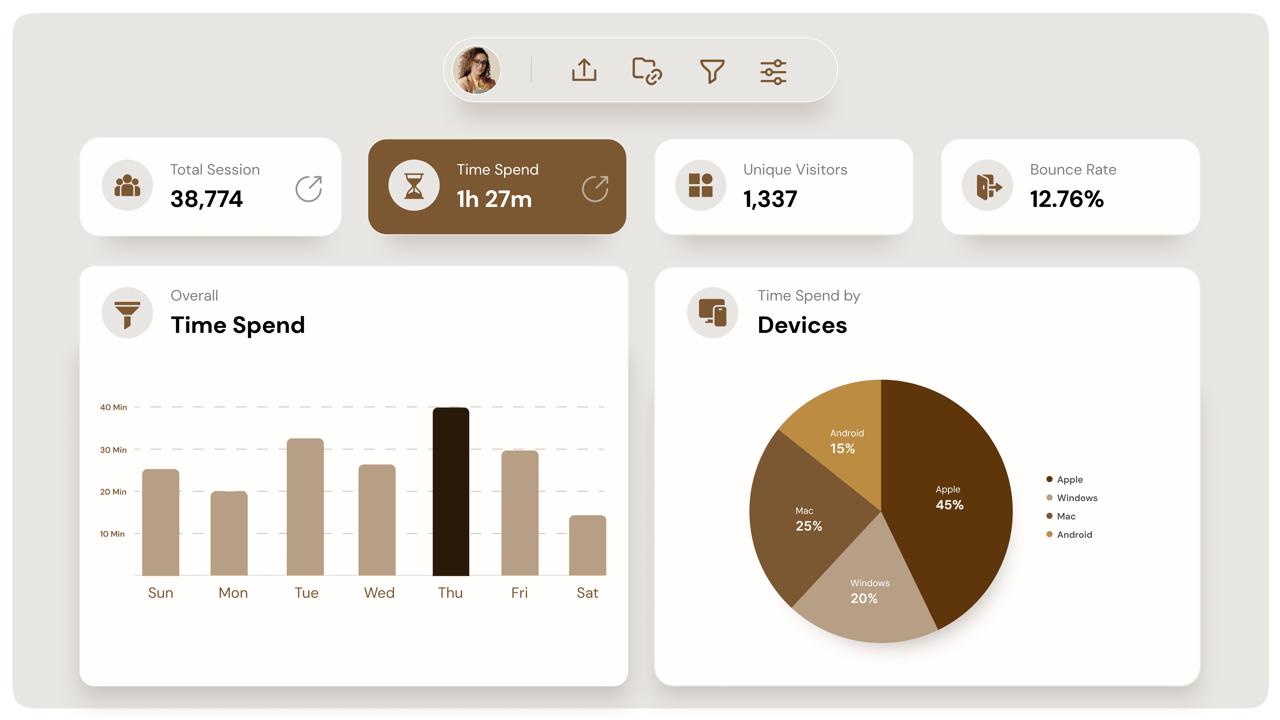 Total Session
38,774
Time Spend
1h 27m
Unique Visitors
1,337
Bounce Rate
12.76%
Overall
Time Spend
40 Min
30 Min
20 Min
10 Min
Sun
Mon
Tue
Wed
Thu
Fri
Sat
Time Spend by
Devices
Android
15%
Apple
45%
Mac
25%
Windows
20%
Apple
Windows
Mac
Android